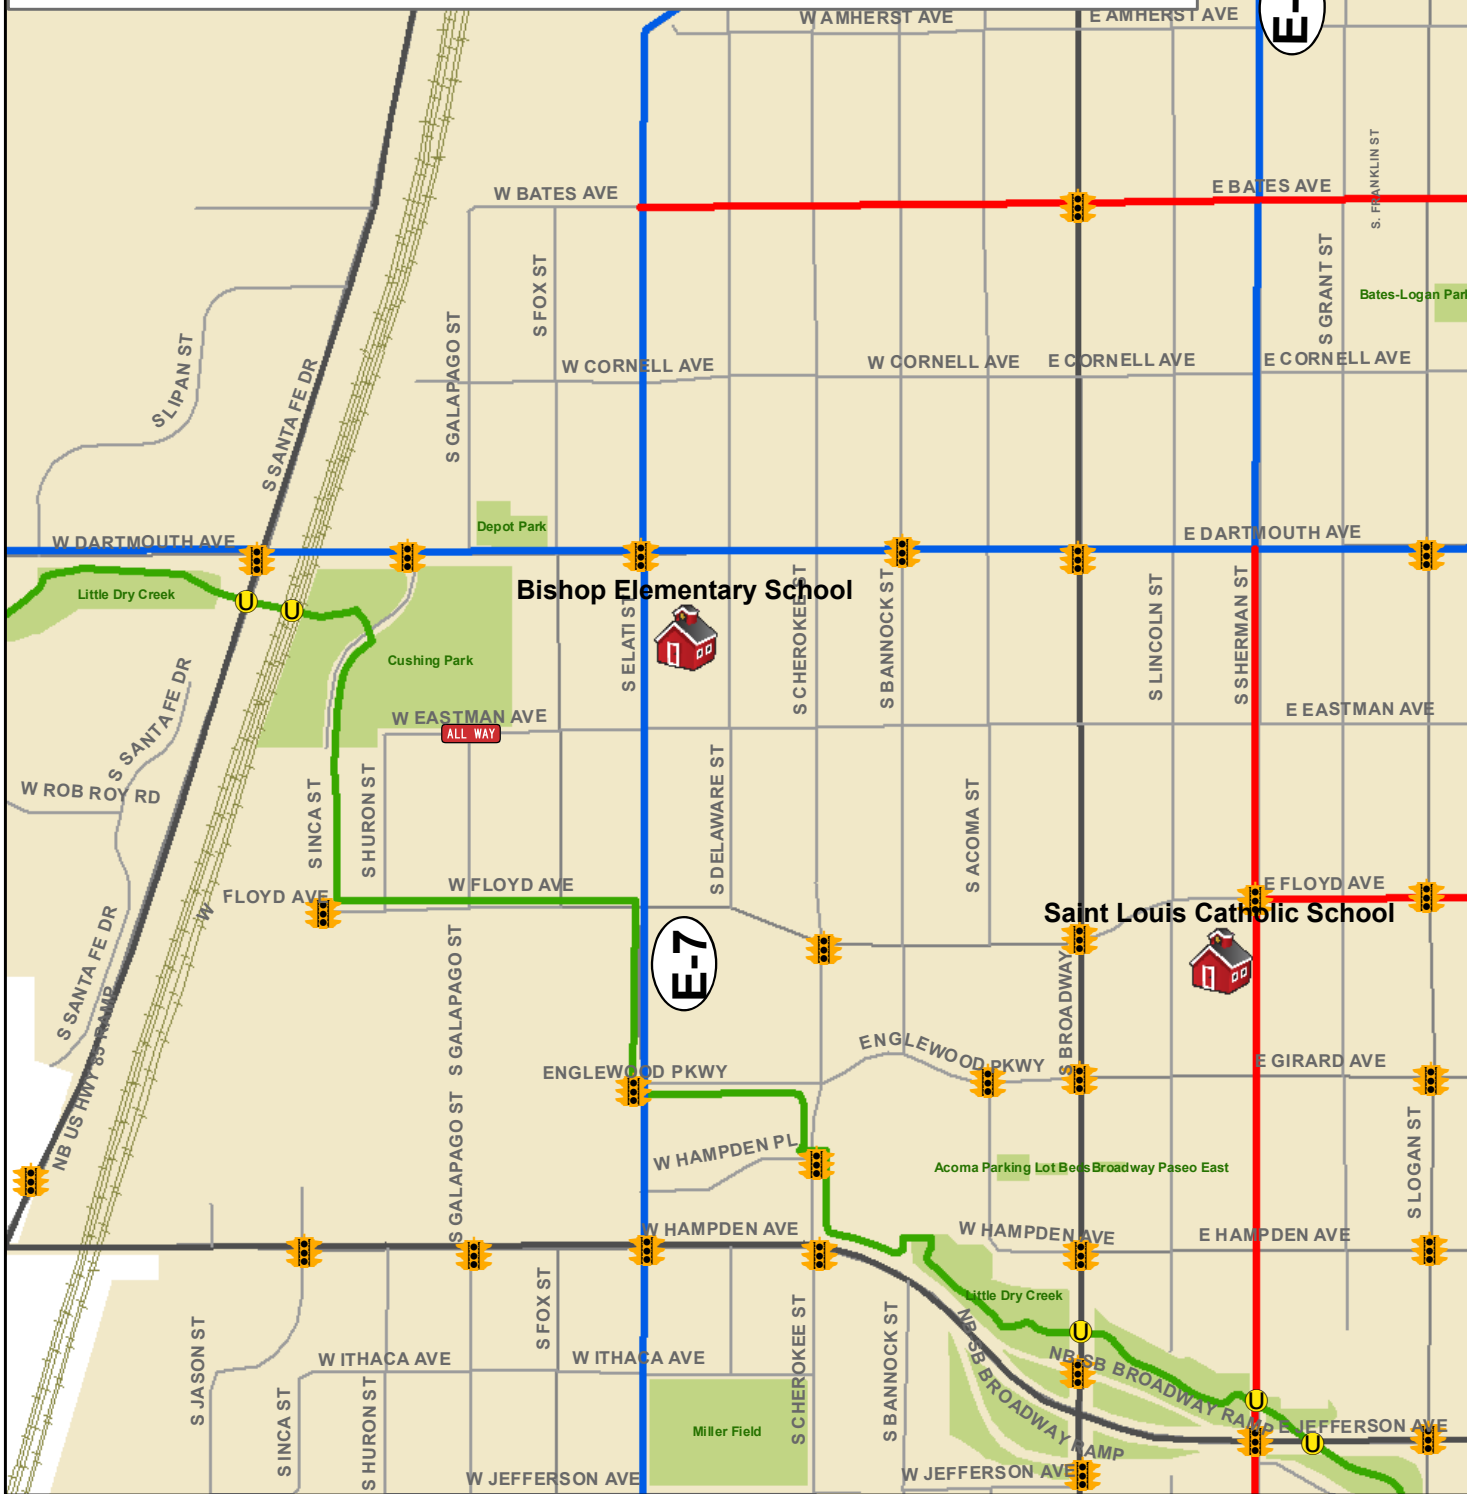 W AMHERST AVE
E AMHERST AVE
E-
S. FRANKLIN ST
W BATES AVE
E BATES AVE
S FOX ST
S GRANT ST
Bates-Logan Park
S GALAPAGO ST
S LIPAN ST
S SANTA FE DR
W CORNELL AVE
W CORNELL AVE
E CORNELL AVE
E CORNELL AVE
Depot Park
W DARTMOUTH AVE
E DARTMOUTH AVE
Bishop Elementary School
Little Dry Creek
U
U
Cushing Park
S ELATI ST
S CHEROKEE ST
S BANNOCK ST
S LINCOLN ST
S SHERMAN ST
S SANTA FE DR
W EASTMAN AVE
ALL WAY
E EASTMAN AVE
W ROB ROY RD
S INCA ST
S HURON ST
S DELAWARE ST
S ACOMA ST
W FLOYD AVE
W FLOYD AVE
E FLOYD AVE
Saint Louis Catholic School
S SANTA FE DR
S GALAPAGO ST
E-7
S BROADWAY
NB US HWY 85 RAMP
ENGLEWOOD PKWY
ENGLEWOOD PKWY
E GIRARD AVE
S GALAPAGO ST
W HAMPDEN PL
Acoma Parking Lot Beds
Broadway Paseo East
S LOGAN ST
W HAMPDEN AVE
W HAMPDEN AVE
E HAMPDEN AVE
S FOX ST
Little Dry Creek
S JASON ST
S CHEROKEE ST
S BANNOCK ST
U
NB-SB BROADWAY RAMP
NB-SB BROADWAY RAMP
W ITHACA AVE
W ITHACA AVE
S INCA ST
S HURON ST
Miller Field
U
E JEFFERSON AVE
U
W JEFFERSON AVE
W JEFFERSON AVE